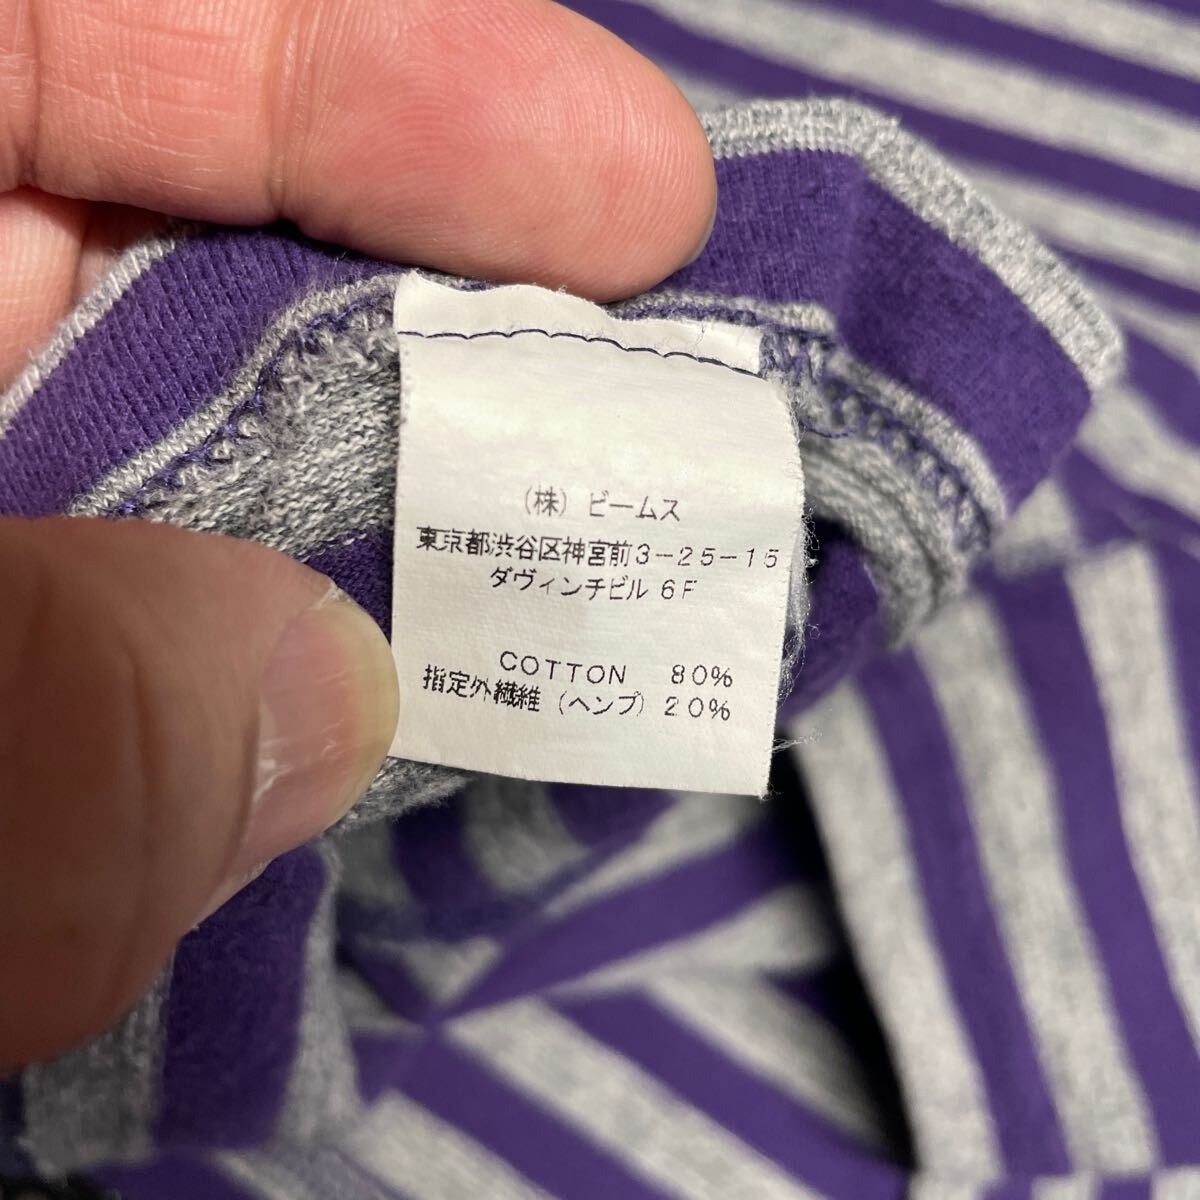 (株) ビームス
東京都渋谷区神宮前3-25-15
ダヴィンチビル 6F
COTTON 80%
指定外繊維 (ヘンプ) 20%